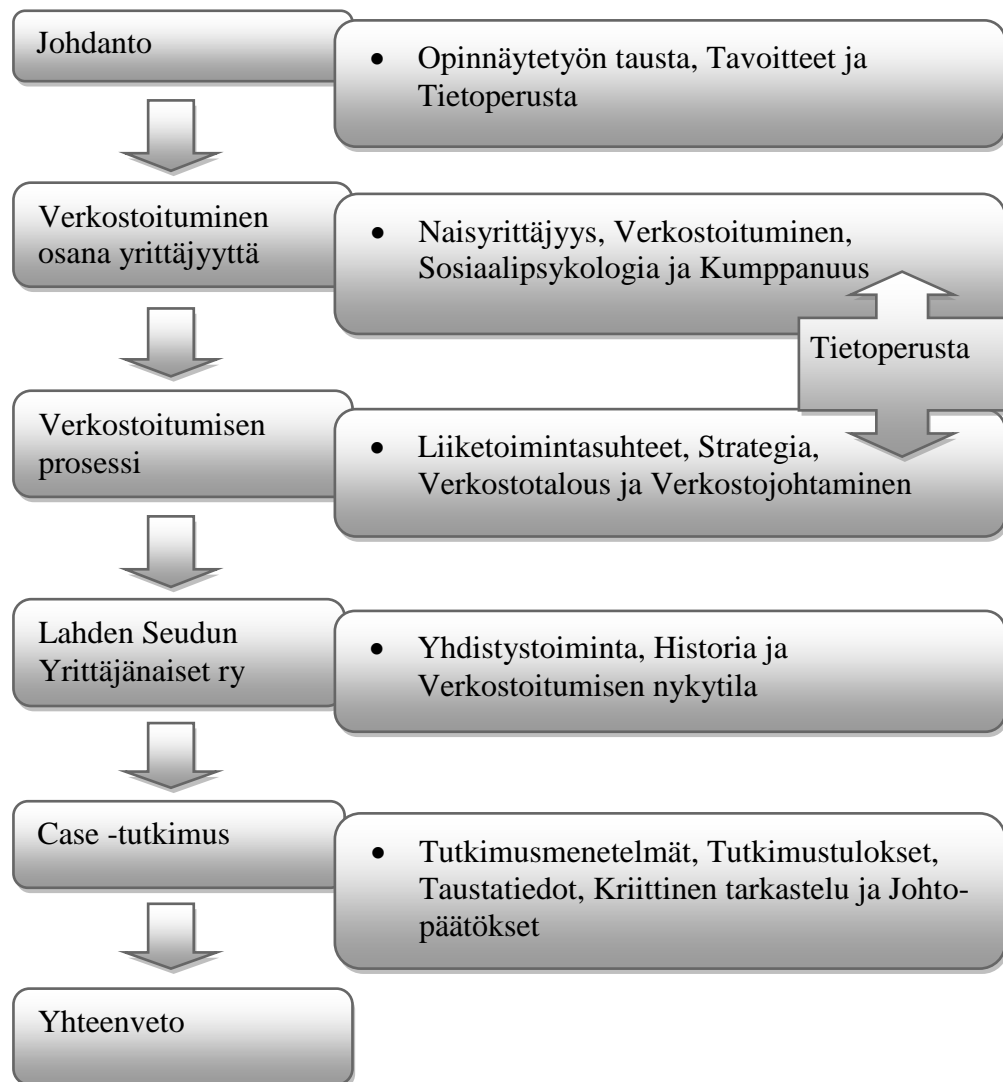 Johdanto
• Opinnäytetyön tausta, Tavoitteet ja
Tietoperusta
Verkostoituminen
osana yrittäjyyttä
• Naisyrittäjyys, Verkostoituminen,
Sosiaalipsykologia ja Kumppanuus
Tietoperusta
Verkostoitumisen
prosessi
• Liiketoimintasuhteet, Strategia,
Verkostotalous ja Verkostojohtaminen
Lahden Seudun
Yrittäjänaiset ry
• Yhdistystoiminta, Historia ja
Verkostoitumisen nykytila
Case -tutkimus
• Tutkimusmenetelmät, Tutkimustulokset,
Taustatiedot, Kriittinen tarkastelu ja Johto-
päätökset
Yhteenveto